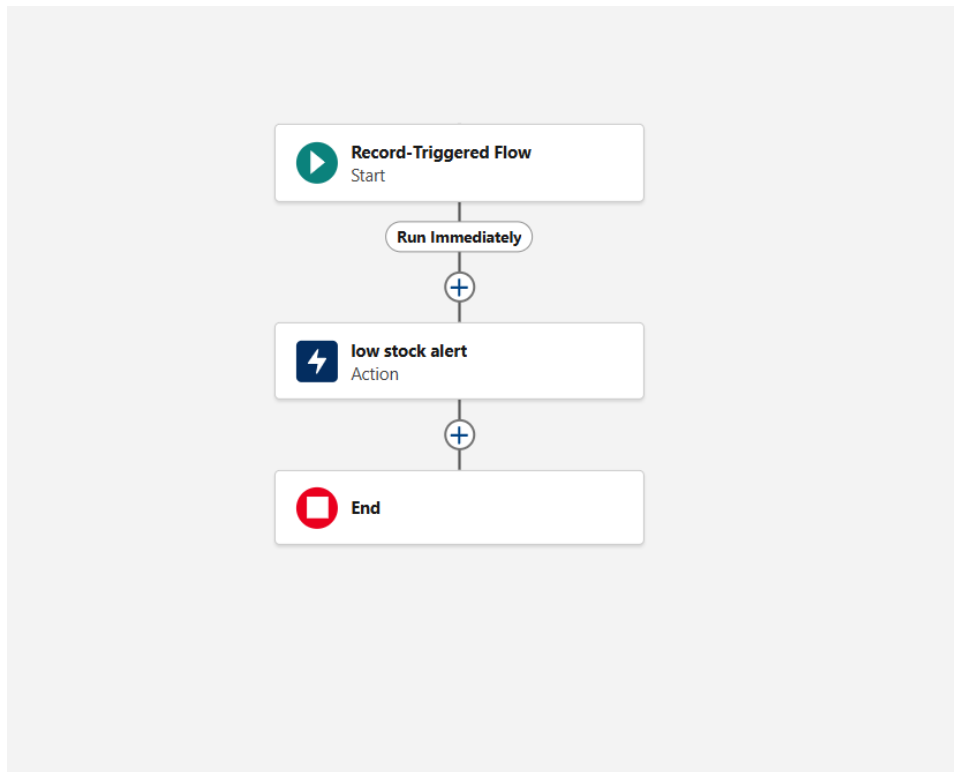 Record-Triggered Flow
Start
Run Immediately
low stock alert
Action
End